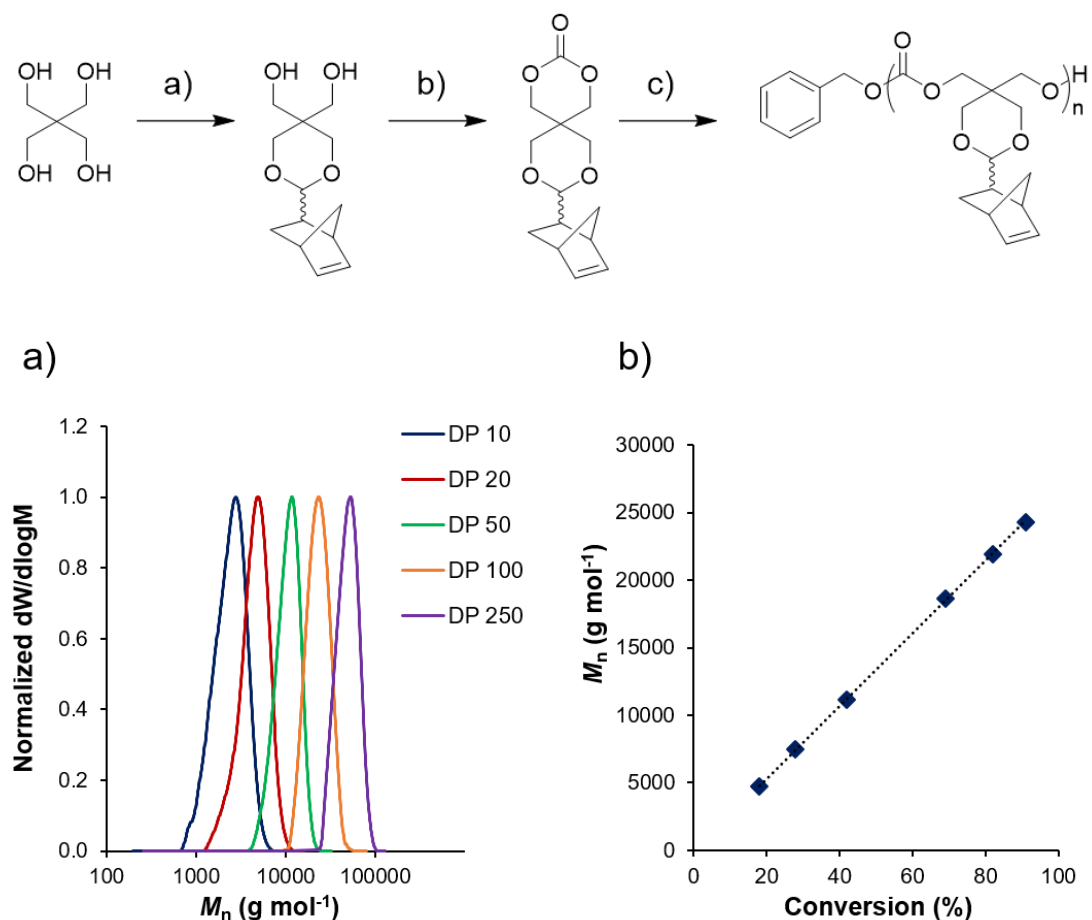 a)
b)
c)
OH
OH
OH
OH
OH
OH
O
O
O
O
O
O
O
O
O
O
O
O
O
H
n
O
O
a)
b)
Normalized dW/dlogM
1.2
1.0
0.8
0.6
0.4
0.2
0.0
100
1000
10000
100000
Mn (g mol-1)
DP 10
DP 20
DP 50
DP 100
DP 250
Mn (g mol-1)
30000
25000
20000
15000
10000
5000
0
0
20
40
60
80
100
Conversion (%)